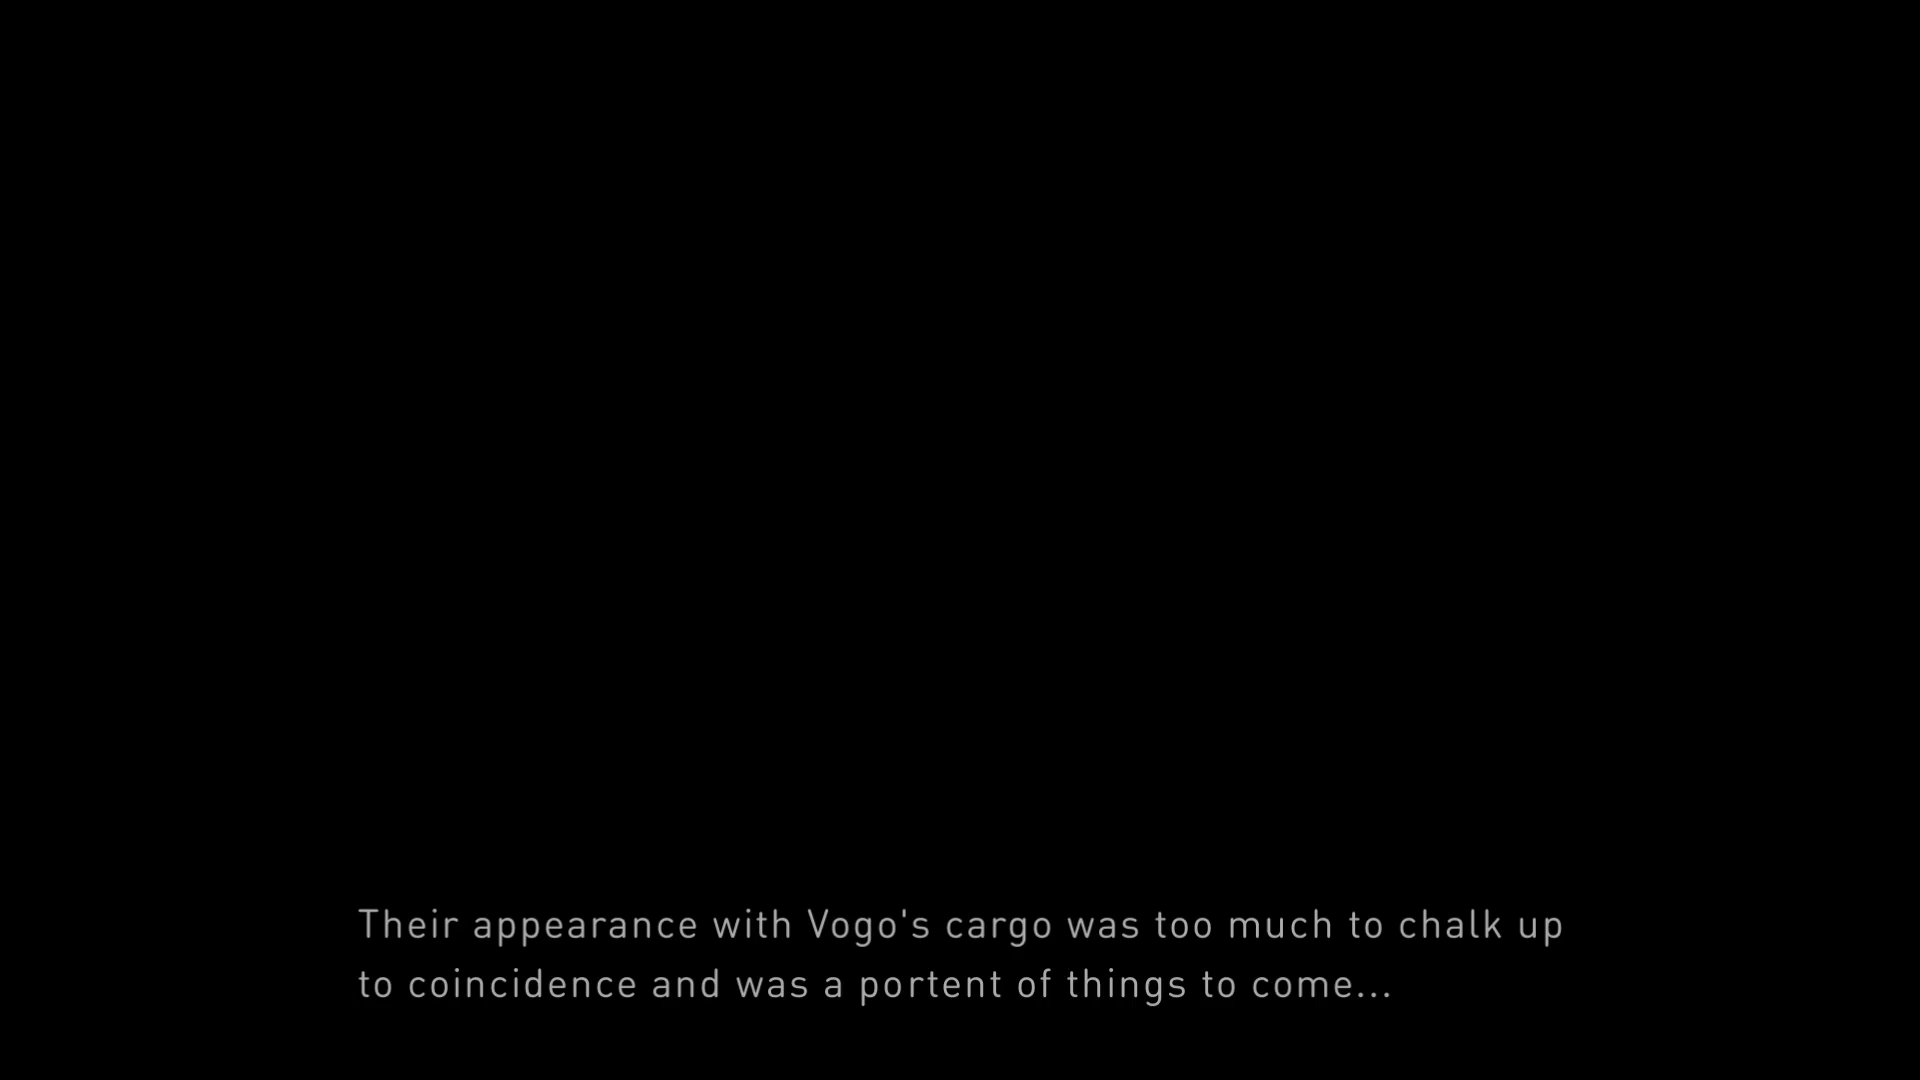 Their appearance with Vogo's cargo was too much to chalk up
to coincidence and was a portent of things to come...